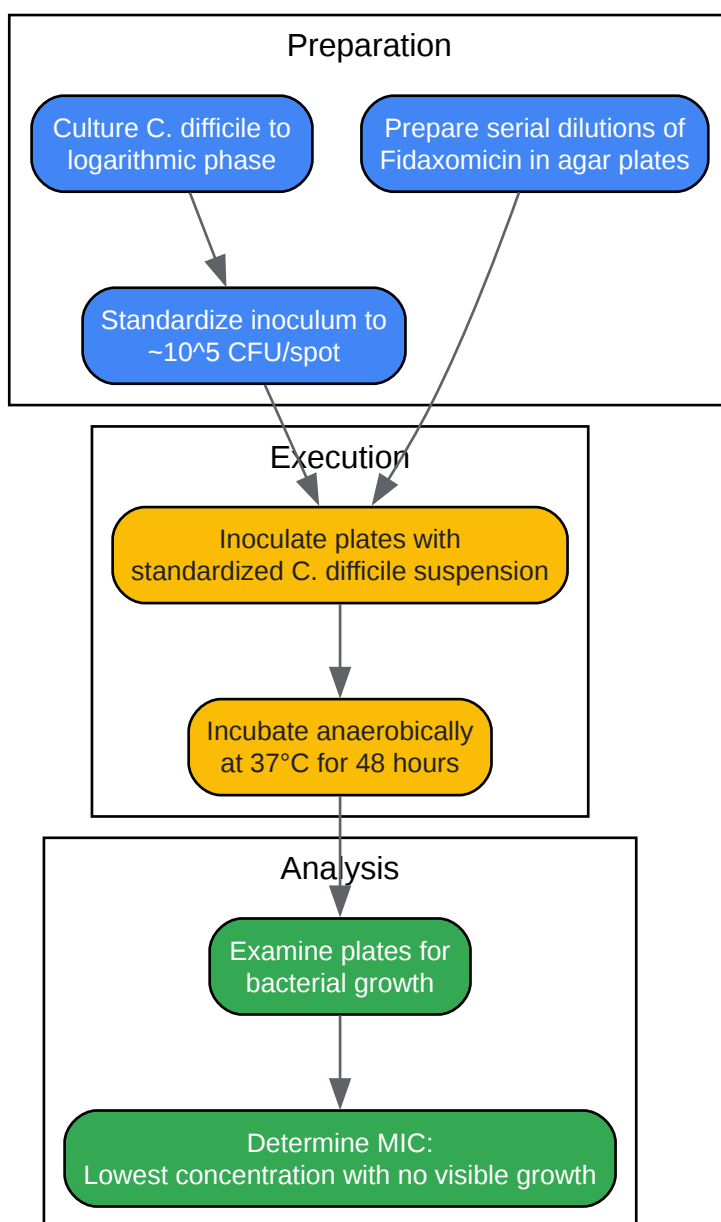 Preparation
Culture C. difficile to
logarithmic phase
Prepare serial dilutions of
Fidaxomicin in agar plates
Standardize inoculum to
~10^5 CFU/spot
Execution
Inoculate plates with
standardized C. difficile suspension
Incubate anaerobically
at 37°C for 48 hours
Analysis
Examine plates for
bacterial growth
Determine MIC:
Lowest concentration with no visible growth